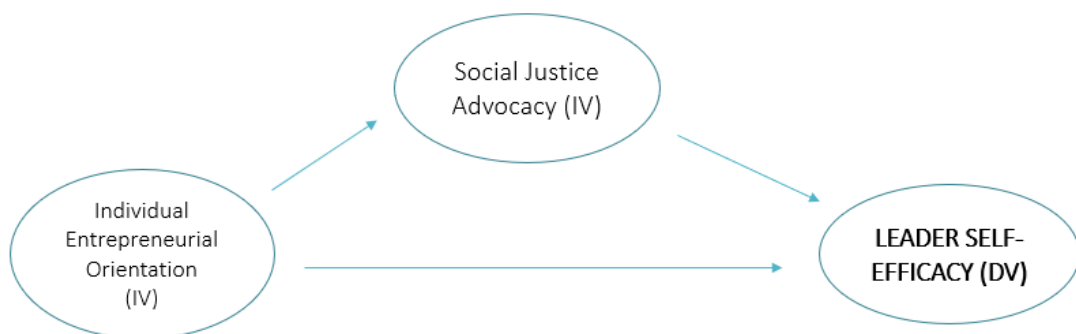 Social Justice
Advocacy (IV)
Individual
Entrepreneurial
Orientation
(IV)
LEADER SELF-
EFFICACY (DV)